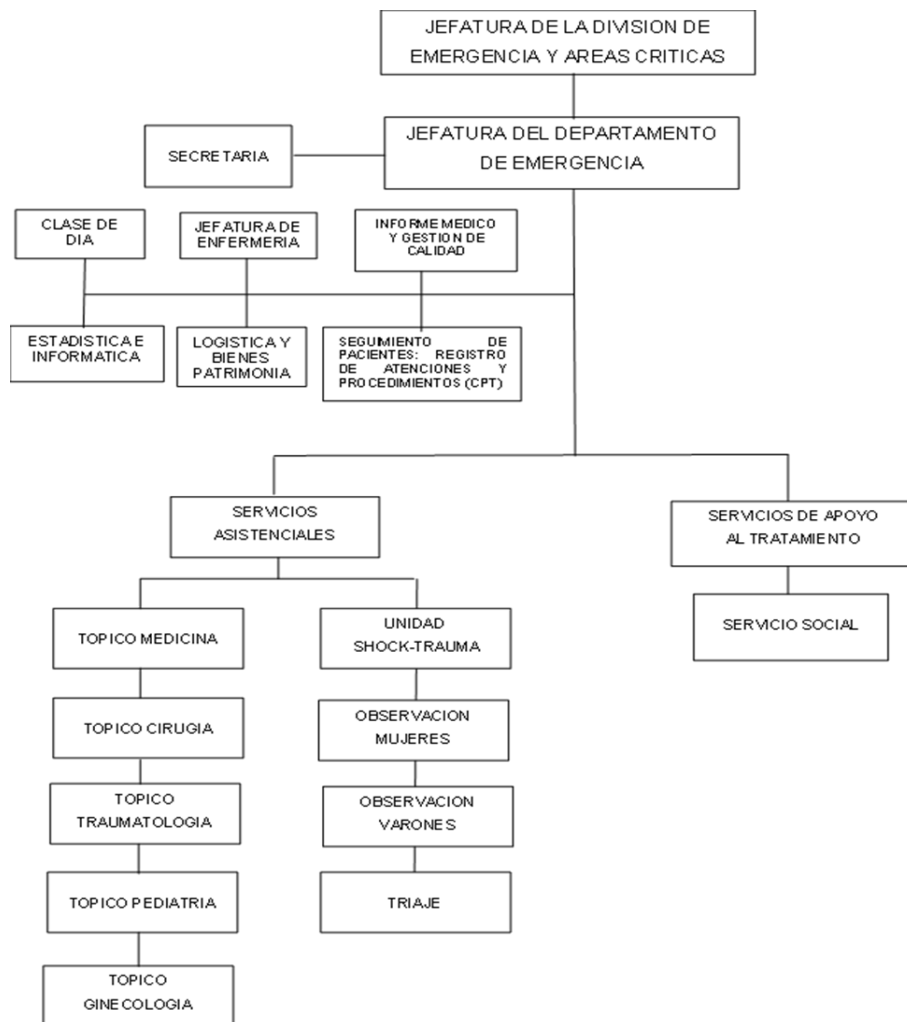 JEFATURA DE LA DIVISION DE
EMERGENCIA Y AREAS CRITICAS
JEFATURA DEL DEPARTAMENTO
DE EMERGENCIA
SECRETARIA
CLASE DE
DIA
JEFATURA DE
ENFERMERIA
INFORME MEDICO
Y GESTION DE
CALIDAD
ESTADISTICA E
INFORMATICA
LOGISTICA Y
BIENES
PATRIMONIA
SEGUIMIENTO DE
PACIENTES: REGISTRO
DE ATENCIONES Y
PROCEDIMIENTOS (CPT)
SERVICIOS
ASISTENCIALES
SERVICIOS DE APOYO
AL TRATAMIENTO
TOPICO MEDICINA
UNIDAD
SHOCK-TRAUMA
SERVICIO SOCIAL
TOPICO CIRUGIA
OBSERVACION
MUJERES
TOPICO
TRAUMATOLOGIA
OBSERVACION
VARONES
TOPICO PEDIATRIA
TRIAJE
TOPICO
GINECOLOGIA